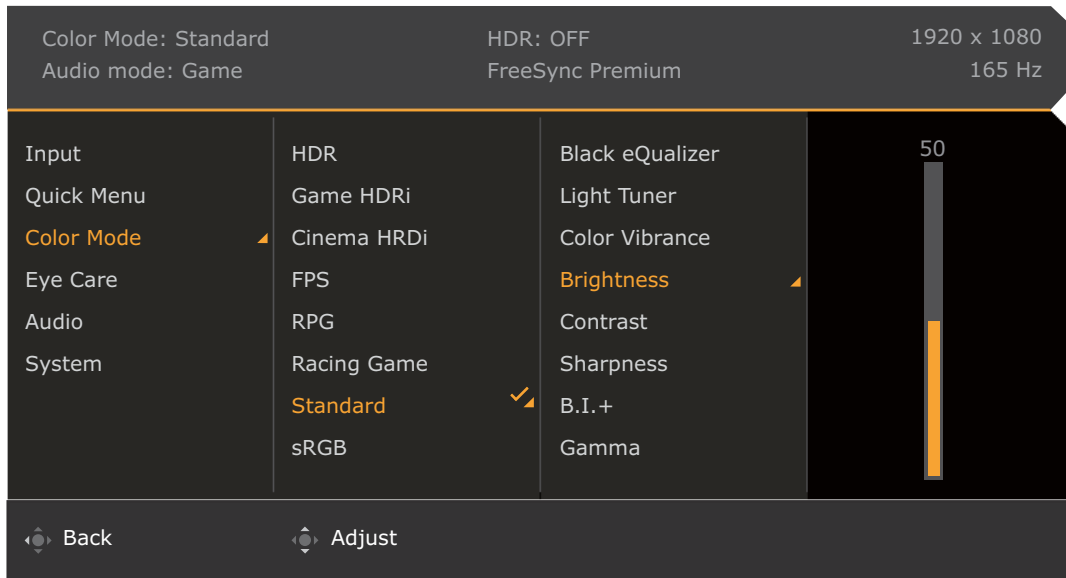 Color Mode: Standard
HDR: OFF
1920 x 1080
Audio mode: Game
FreeSync Premium
165 Hz
Input
Quick Menu
Color Mode
Eye Care
Audio
System
HDR
Game HDRi
Cinema HRDi
FPS
RPG
Racing Game
Standard
sRGB
Black eQualizer
Light Tuner
Color Vibrance
Brightness
Contrast
Sharpness
B.I.+
Gamma
50
Back
Adjust